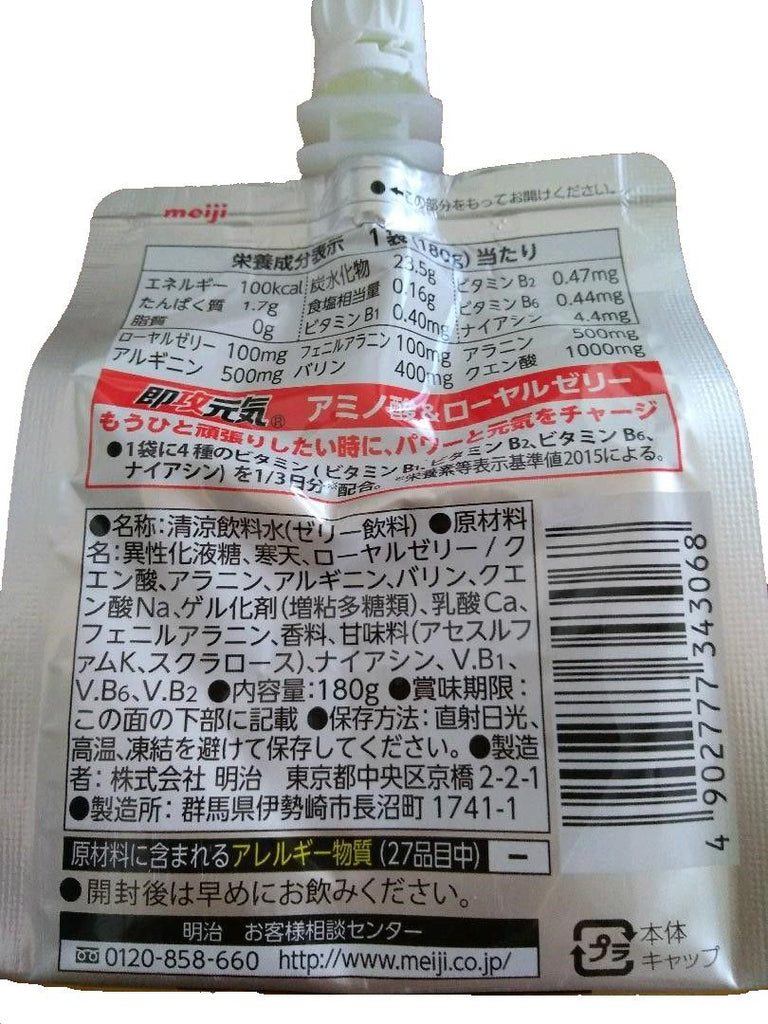 ●←この部分をもってお開けください。
meiji
栄養成分表示 1袋(180g)当たり
エネルギー 100kcal 炭水化物 23.5g ビタミンB2 0.47mg
たんぱく質 1.7g 食塩相当量 0.16g ビタミンB6 0.44mg
脂質 0g ビタミンB1 0.40mg ナイアシン 4.4mg
ローヤルゼリー 100mg フェニルアラニン 100mg アラニン 500mg
アルギニン 500mg バリン 400mg クエン酸 1000mg
即攻元気® アミノ酸&ローヤルゼリー
もうひと頑張りしたい時に、パワーと元気をチャージ
●1袋に4種のビタミン(ビタミンB1、ビタミンB2、ビタミンB6、
ナイアシン)を1/3日分※配合。 ※栄養素等表示基準値2015による。
●名称:清涼飲料水(ゼリー飲料) ●原材料
名:異性化液糖、寒天、ローヤルゼリー/ク
エン酸、アラニン、アルギニン、バリン、クエ
ン酸Na、ゲル化剤(増粘多糖類)、乳酸Ca、
フェニルアラニン、香料、甘味料(アセスルフ
ァムK、スクラロース)、ナイアシン、V.B1、
V.B6、V.B2 ●内容量:180g ●賞味期限:
この面の下部に記載 ●保存方法:直射日光、
高温、凍結を避けて保存してください。 ●製造
者:株式会社 明治 東京都中央区京橋2-2-1
●製造所:群馬県伊勢崎市長沼町 1741-1
4 902777 343068
原材料に含まれるアレルギー物質(27品目中) ー
●開封後は早めにお飲みください。
明治 お客様相談センター
0120-858-660 http://www.meiji.co.jp/
プラ 本体
キャップ